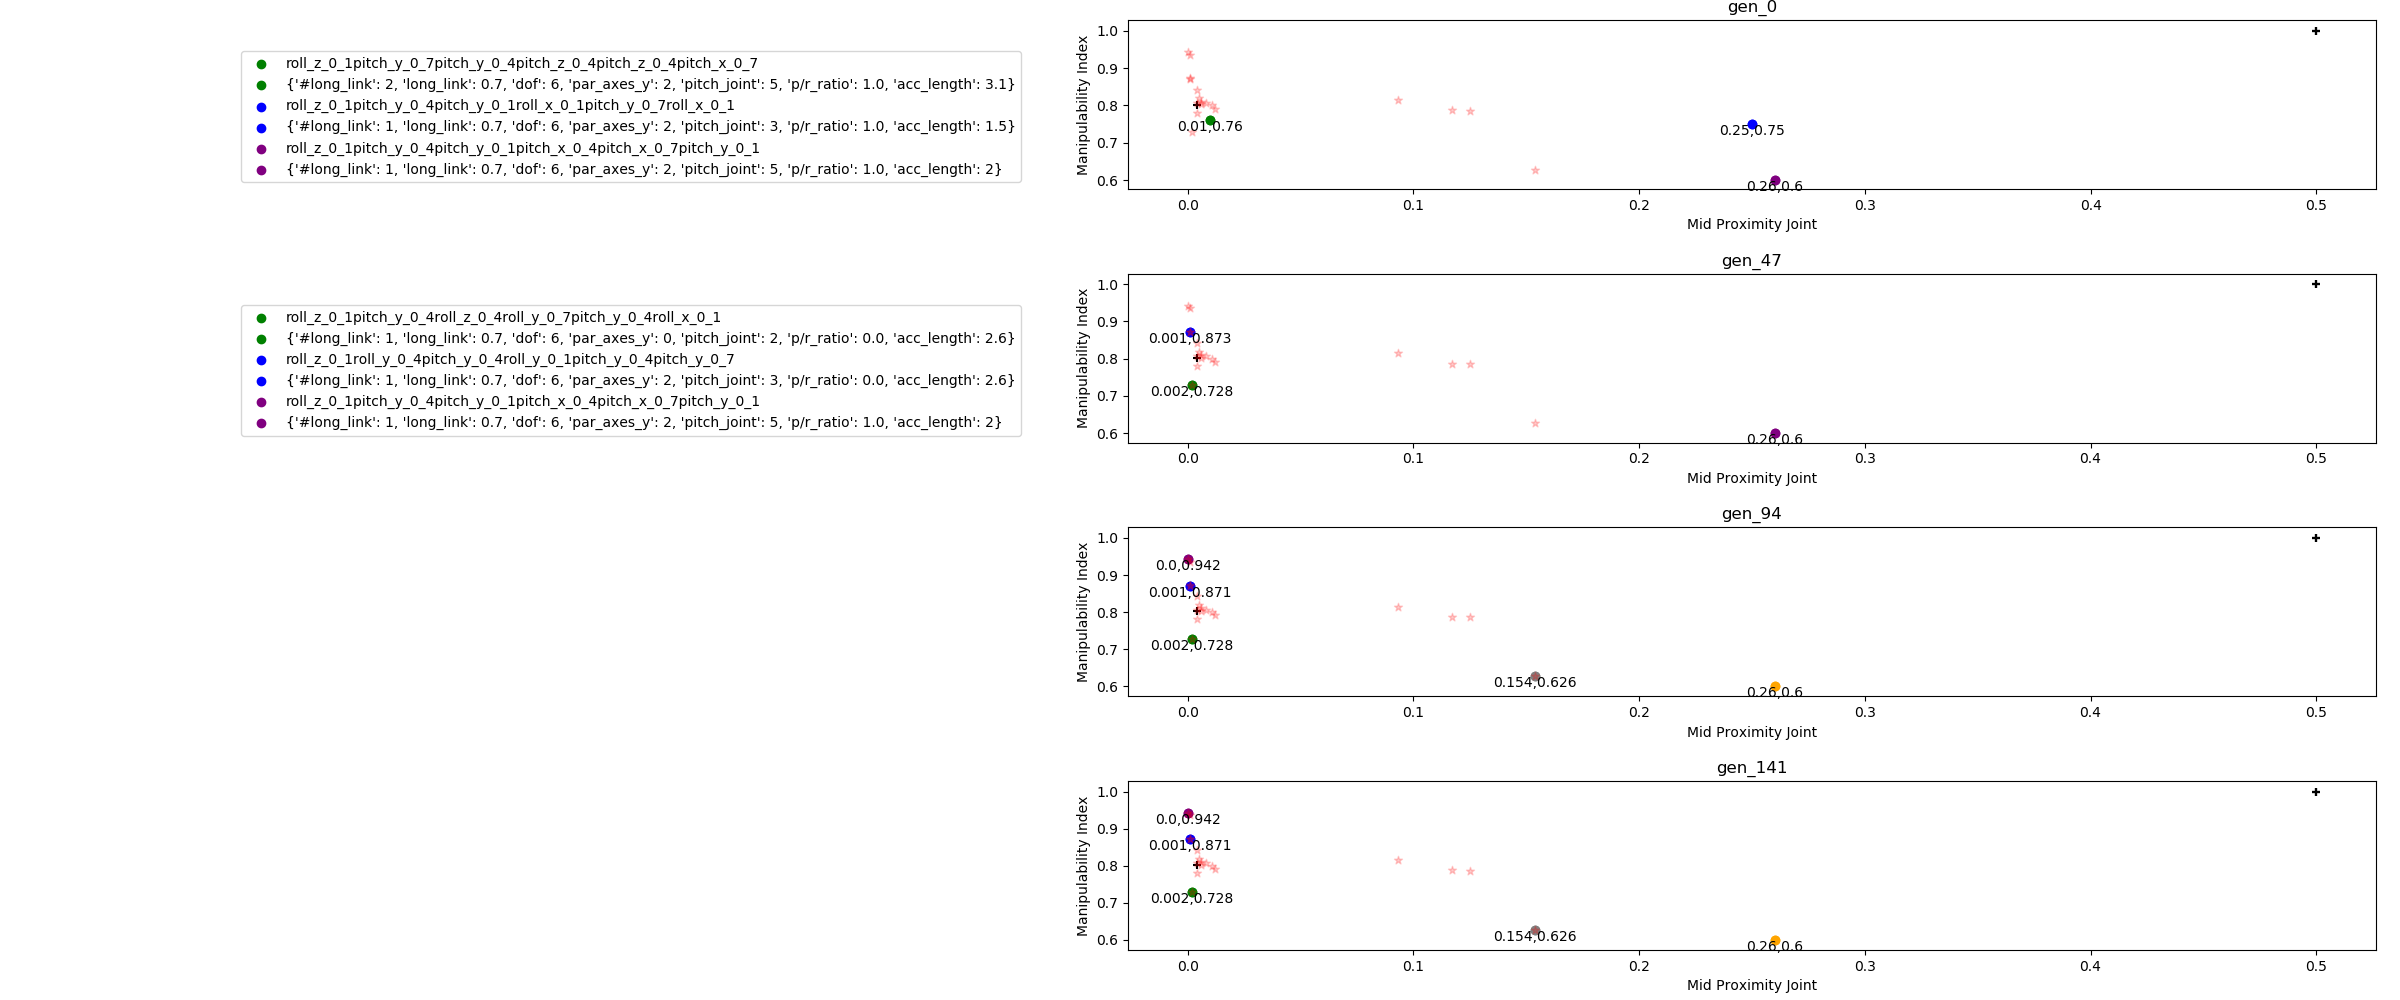 roll_z_0_1pitch_y_0_7pitch_y_0_4pitch_z_0_4pitch_z_0_4pitch_x_0_7
{'#long_link': 2, 'long_link': 0.7, 'dof': 6, 'par_axes_y': 2, 'pitch_joint': 5, 'p/r_ratio': 1.0, 'acc_length': 3.1}
roll_z_0_1pitch_y_0_4pitch_y_0_1roll_x_0_1pitch_y_0_7roll_x_0_1
{'#long_link': 1, 'long_link': 0.7, 'dof': 6, 'par_axes_y': 2, 'pitch_joint': 3, 'p/r_ratio': 1.0, 'acc_length': 1.5}
roll_z_0_1pitch_y_0_4pitch_y_0_1pitch_x_0_4pitch_x_0_7pitch_y_0_1
{'#long_link': 1, 'long_link': 0.7, 'dof': 6, 'par_axes_y': 2, 'pitch_joint': 5, 'p/r_ratio': 1.0, 'acc_length': 2}
gen_0
Manipulability Index
1.0
0.9
0.8
0.7
0.6
0.01,0.76
0.25,0.75
0.26,0.6
0.0 0.1 0.2 0.3 0.4 0.5
Mid Proximity Joint
roll_z_0_1pitch_y_0_4roll_z_0_4roll_y_0_7pitch_y_0_4roll_x_0_1
{'#long_link': 1, 'long_link': 0.7, 'dof': 6, 'par_axes_y': 0, 'pitch_joint': 2, 'p/r_ratio': 0.0, 'acc_length': 2.6}
roll_z_0_1roll_y_0_4pitch_y_0_4roll_y_0_1pitch_y_0_4pitch_y_0_7
{'#long_link': 1, 'long_link': 0.7, 'dof': 6, 'par_axes_y': 2, 'pitch_joint': 3, 'p/r_ratio': 0.0, 'acc_length': 2.6}
roll_z_0_1pitch_y_0_4pitch_y_0_1pitch_x_0_4pitch_x_0_7pitch_y_0_1
{'#long_link': 1, 'long_link': 0.7, 'dof': 6, 'par_axes_y': 2, 'pitch_joint': 5, 'p/r_ratio': 1.0, 'acc_length': 2}
gen_47
Manipulability Index
1.0
0.9
0.8
0.7
0.6
0.001,0.873
0.002,0.728
0.26,0.6
0.0 0.1 0.2 0.3 0.4 0.5
Mid Proximity Joint
gen_94
Manipulability Index
1.0
0.9
0.8
0.7
0.6
0.0,0.942
0.001,0.871
0.002,0.728
0.154,0.626
0.26,0.6
0.0 0.1 0.2 0.3 0.4 0.5
Mid Proximity Joint
gen_141
Manipulability Index
1.0
0.9
0.8
0.7
0.6
0.0,0.942
0.001,0.871
0.002,0.728
0.154,0.626
0.26,0.6
0.0 0.1 0.2 0.3 0.4 0.5
Mid Proximity Joint